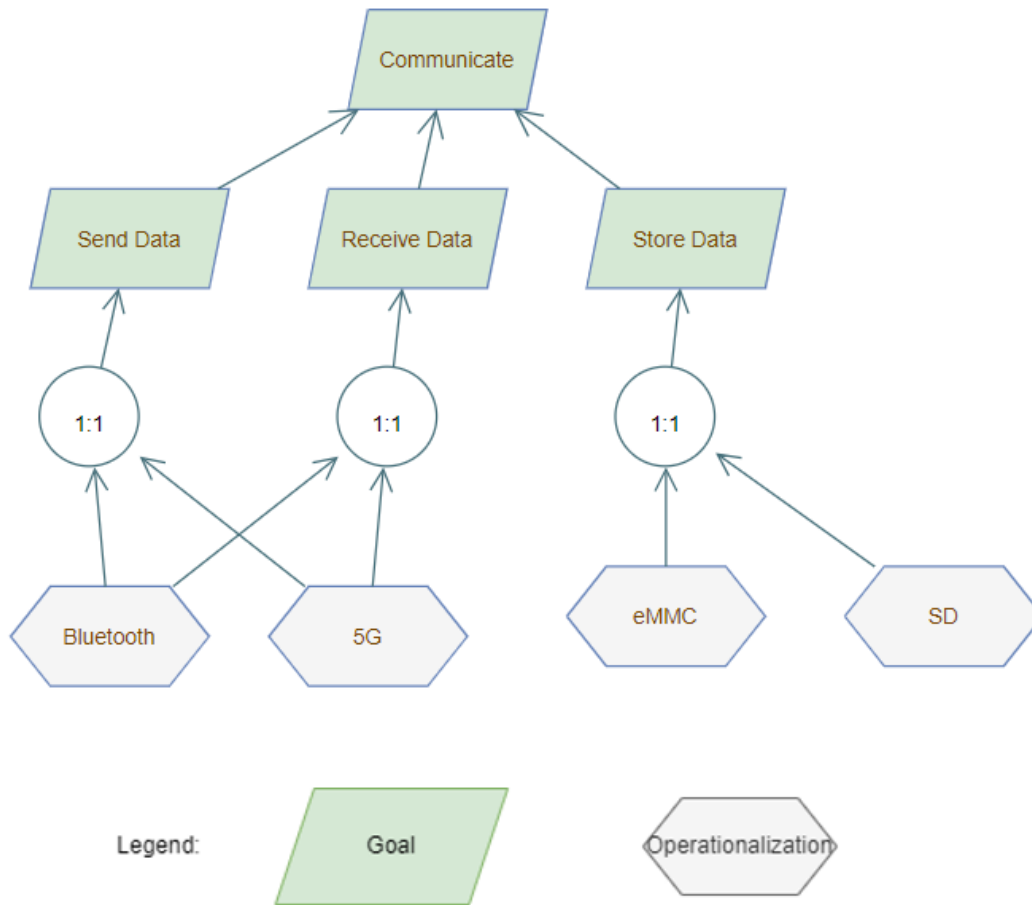 Communicate
Send Data
Receive Data
Store Data
1:1
1:1
1:1
Bluetooth
5G
eMMC
SD
Legend:
Goal
Operationalization